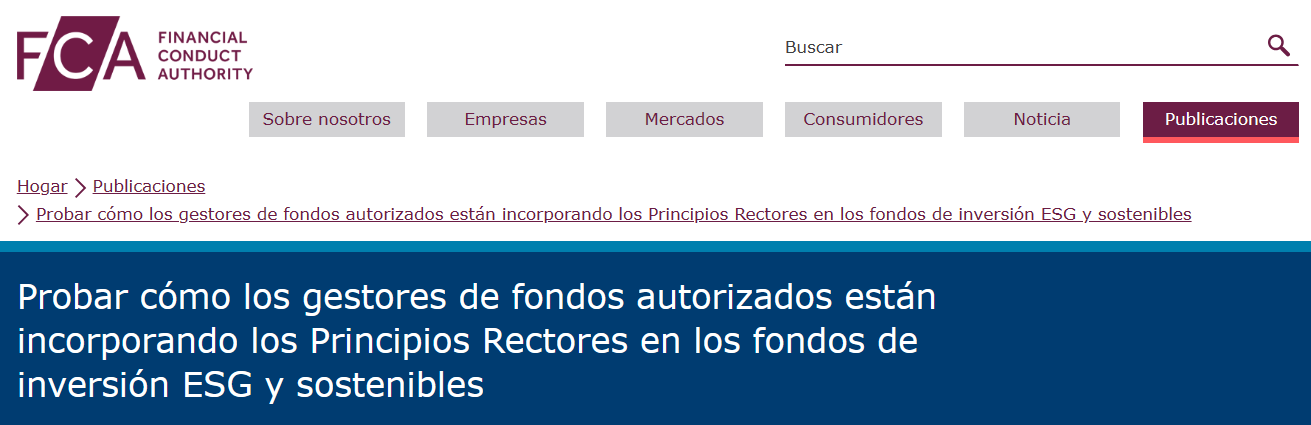 FCA
FINANCIAL
CONDUCT
AUTHORITY
Buscar
Sobre nosotros
Empresas
Mercados
Consumidores
Noticia
Publicaciones
Hogar
Publicaciones
Probar cómo los gestores de fondos autorizados están incorporando los Principios Rectores en los fondos de inversión ESG y sostenibles
Probar cómo los gestores de fondos autorizados están
incorporando los Principios Rectores en los fondos de
inversión ESG y sostenibles